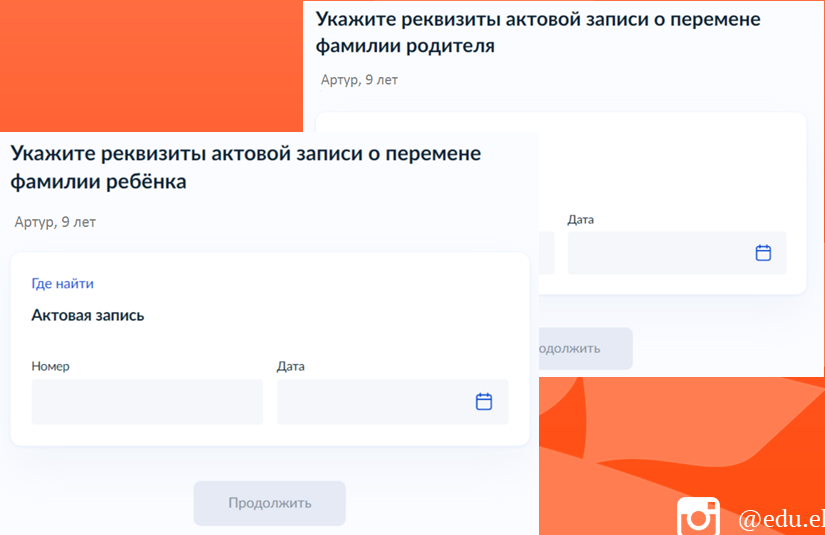 Укажите реквизиты актовой записи о перемене
фамилии родителя
Артур, 9 лет
Дата
Укажите реквизиты актовой записи о перемене
фамилии ребёнка
Артур, 9 лет
Где найти
Актовая запись
Номер
Дата
Продолжить
одолжить
@edu.el